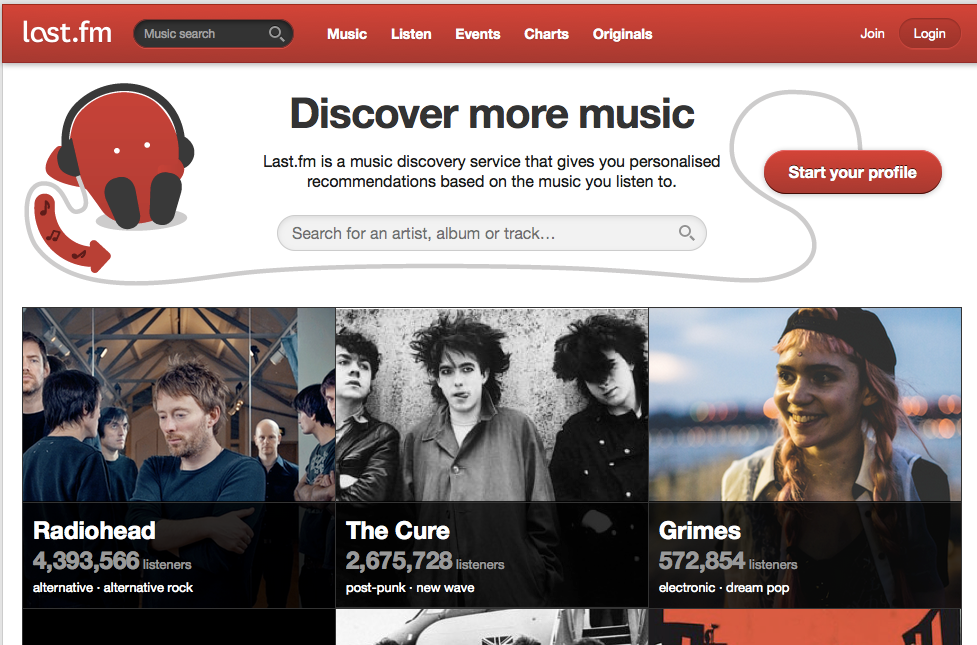 last.fm
Music search
Music
Listen
Events
Charts
Originals
Join
Login
Discover more music
Last.fm is a music discovery service that gives you personalised
recommendations based on the music you listen to.
Start your profile
Search for an artist, album or track...
Radiohead
4,393,566 listeners
alternative · alternative rock
The Cure
2,675,728 listeners
post-punk · new wave
Grimes
572,854 listeners
electronic · dream pop